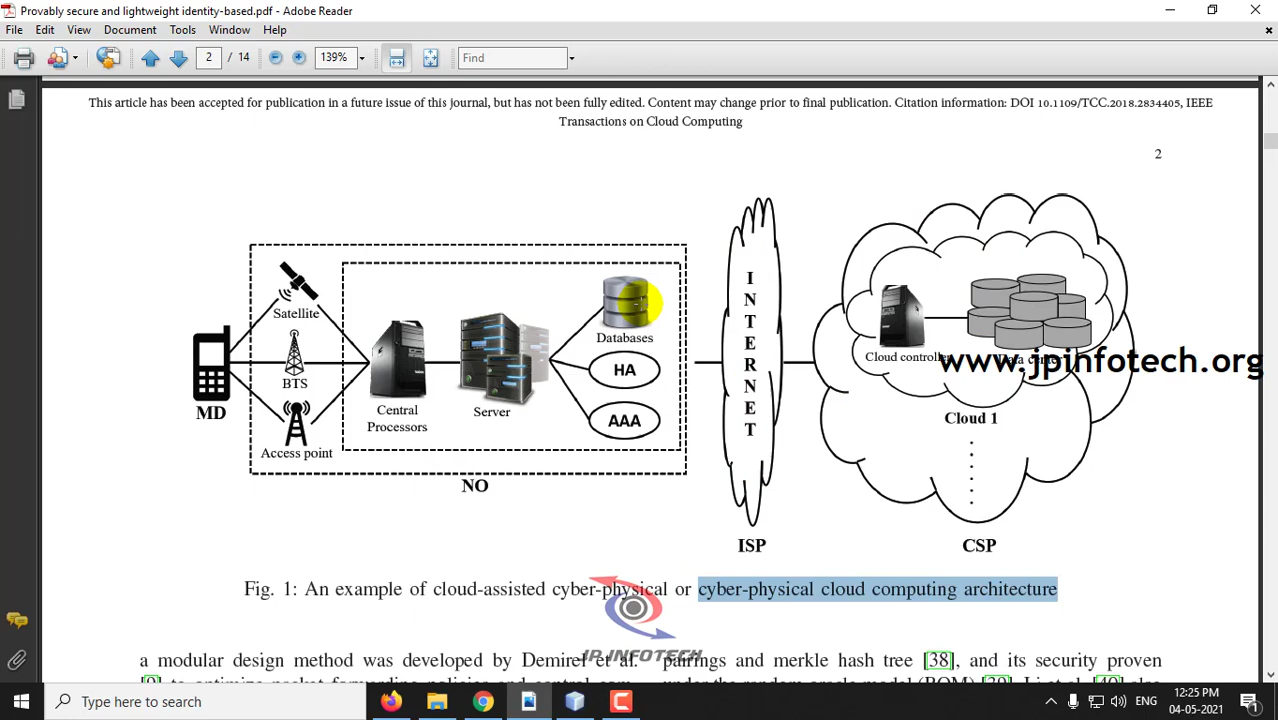 Provably secure and lightweight identity-based.pdf - Adobe Reader
File Edit View Document Tools Window Help
2 / 14 139% Find
This article has been accepted for publication in a future issue of this journal, but has not been fully edited. Content may change prior to final publication. Citation information: DOI 10.1109/TCC.2018.2834405, IEEE
Transactions on Cloud Computing
2
Satellite
BTS
Access point
MD
Central
Processors
Server
Databases
HA
AAA
NO
INTERNET
ISP
Cloud controller
Data center
www.jpinfotech.org
Cloud 1
CSP
Fig. 1: An example of cloud-assisted cyber-physical or cyber-physical cloud computing architecture
JP INFOTECH
a modular design method was developed by Demirel et al.
pairings and merkle hash tree [38], and its security proven
Type here to search
ENG
12:25 PM
04-05-2021
1